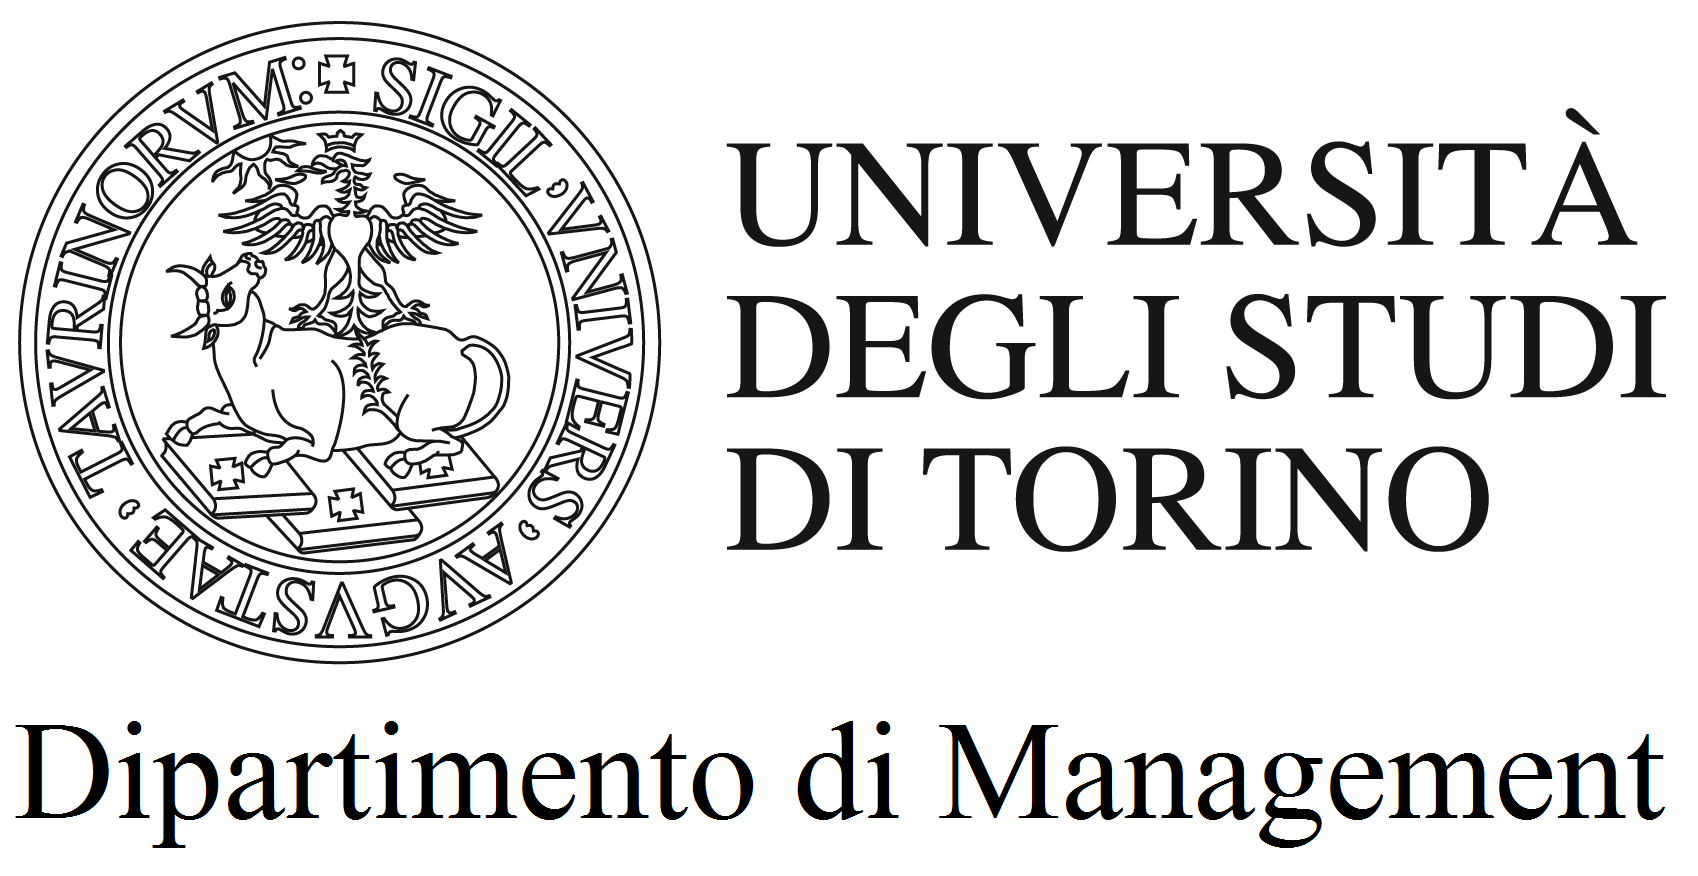 ✠ SIGIL' VNIVERS' AVGVSTAE ' TAVRINORVM:
UNIVERSITÀ
DEGLI STUDI
DI TORINO
Dipartimento di Management